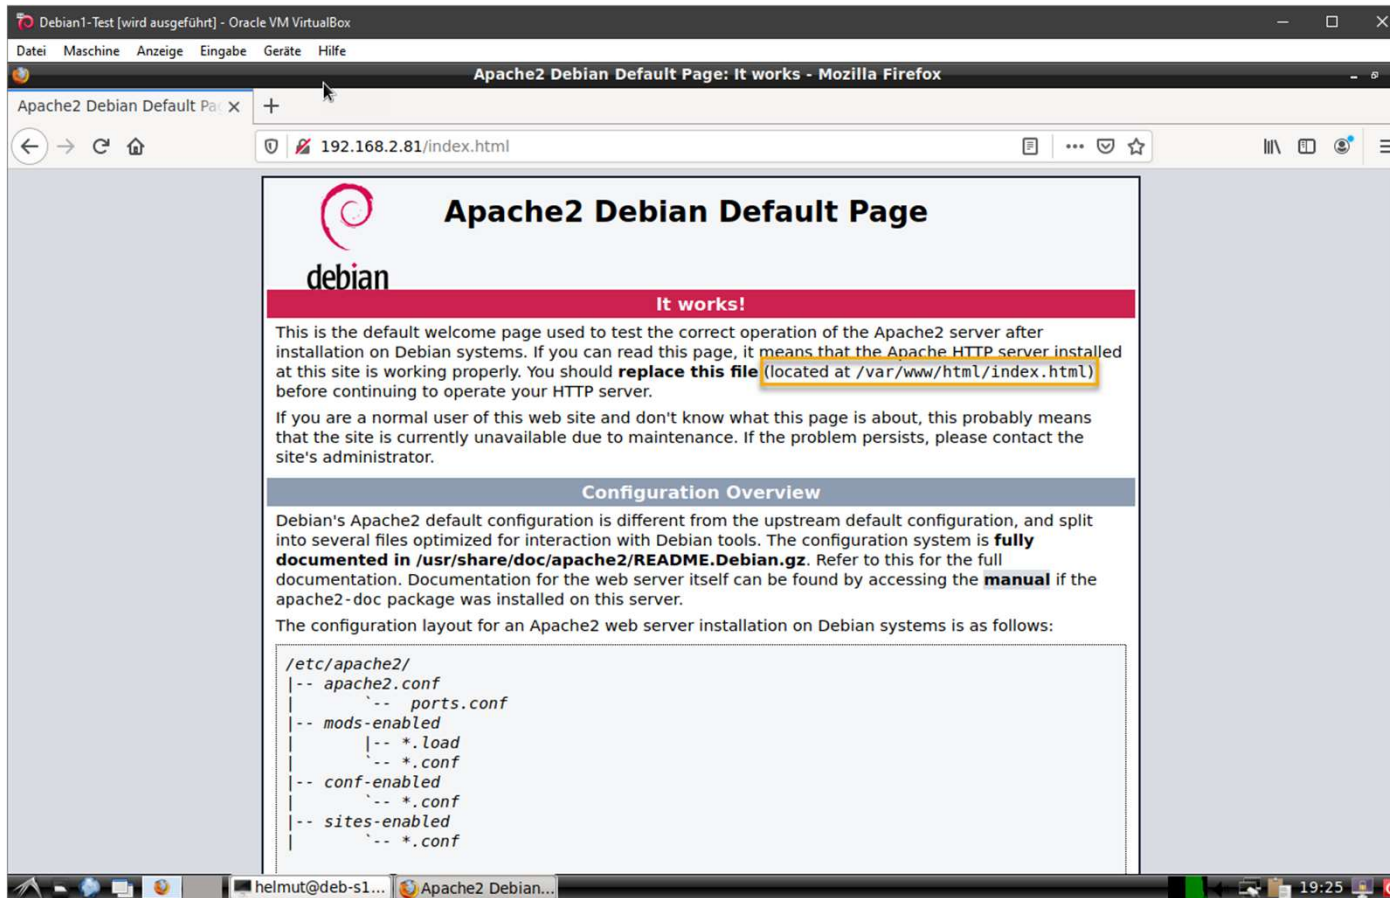 Debian1-Test [wird ausgeführt] - Oracle VM VirtualBox
Datei Maschine Anzeige Eingabe Geräte Hilfe
Apache2 Debian Default Page: It works - Mozilla Firefox
Apache2 Debian Default Pa
192.168.2.81/index.html
debian
Apache2 Debian Default Page
It works!
This is the default welcome page used to test the correct operation of the Apache2 server after
installation on Debian systems. If you can read this page, it means that the Apache HTTP server installed
at this site is working properly. You should replace this file (located at /var/www/html/index.html)
before continuing to operate your HTTP server.
If you are a normal user of this web site and don't know what this page is about, this probably means
that the site is currently unavailable due to maintenance. If the problem persists, please contact the
site's administrator.
Configuration Overview
Debian's Apache2 default configuration is different from the upstream default configuration, and split
into several files optimized for interaction with Debian tools. The configuration system is fully
documented in /usr/share/doc/apache2/README.Debian.gz. Refer to this for the full
documentation. Documentation for the web server itself can be found by accessing the manual if the
apache2-doc package was installed on this server.
The configuration layout for an Apache2 web server installation on Debian systems is as follows:
/etc/apache2/
|-- apache2.conf
|       `--  ports.conf
|-- mods-enabled
|       |-- *.load
|       `-- *.conf
|-- conf-enabled
|       `-- *.conf
|-- sites-enabled
|       `-- *.conf
helmut@deb-s1... Apache2 Debian... 19:25